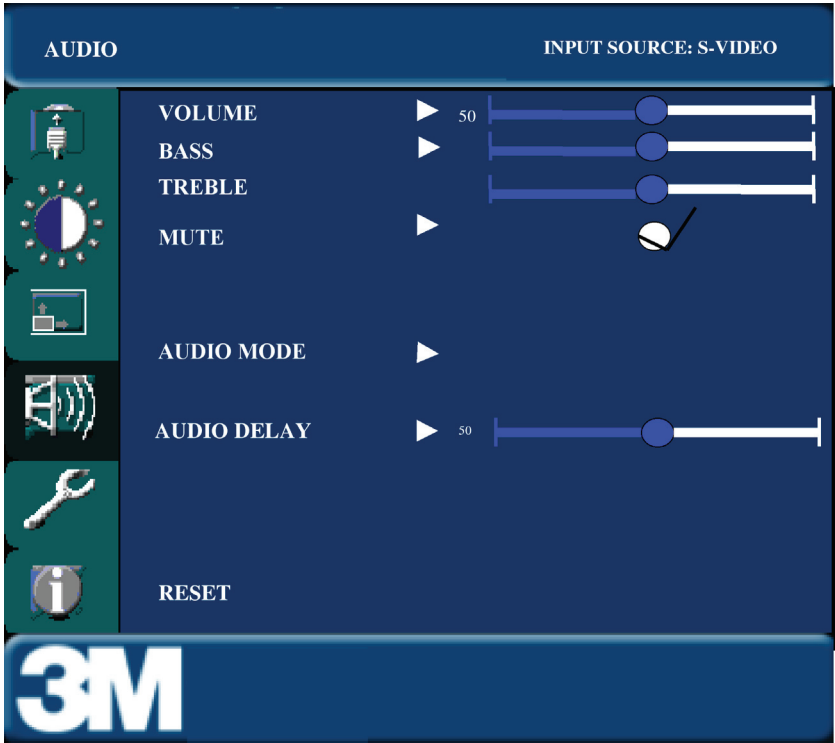 AUDIO INPUT SOURCE: S-VIDEO
VOLUME 50
BASS
TREBLE
MUTE
AUDIO MODE
AUDIO DELAY 50
RESET
3M